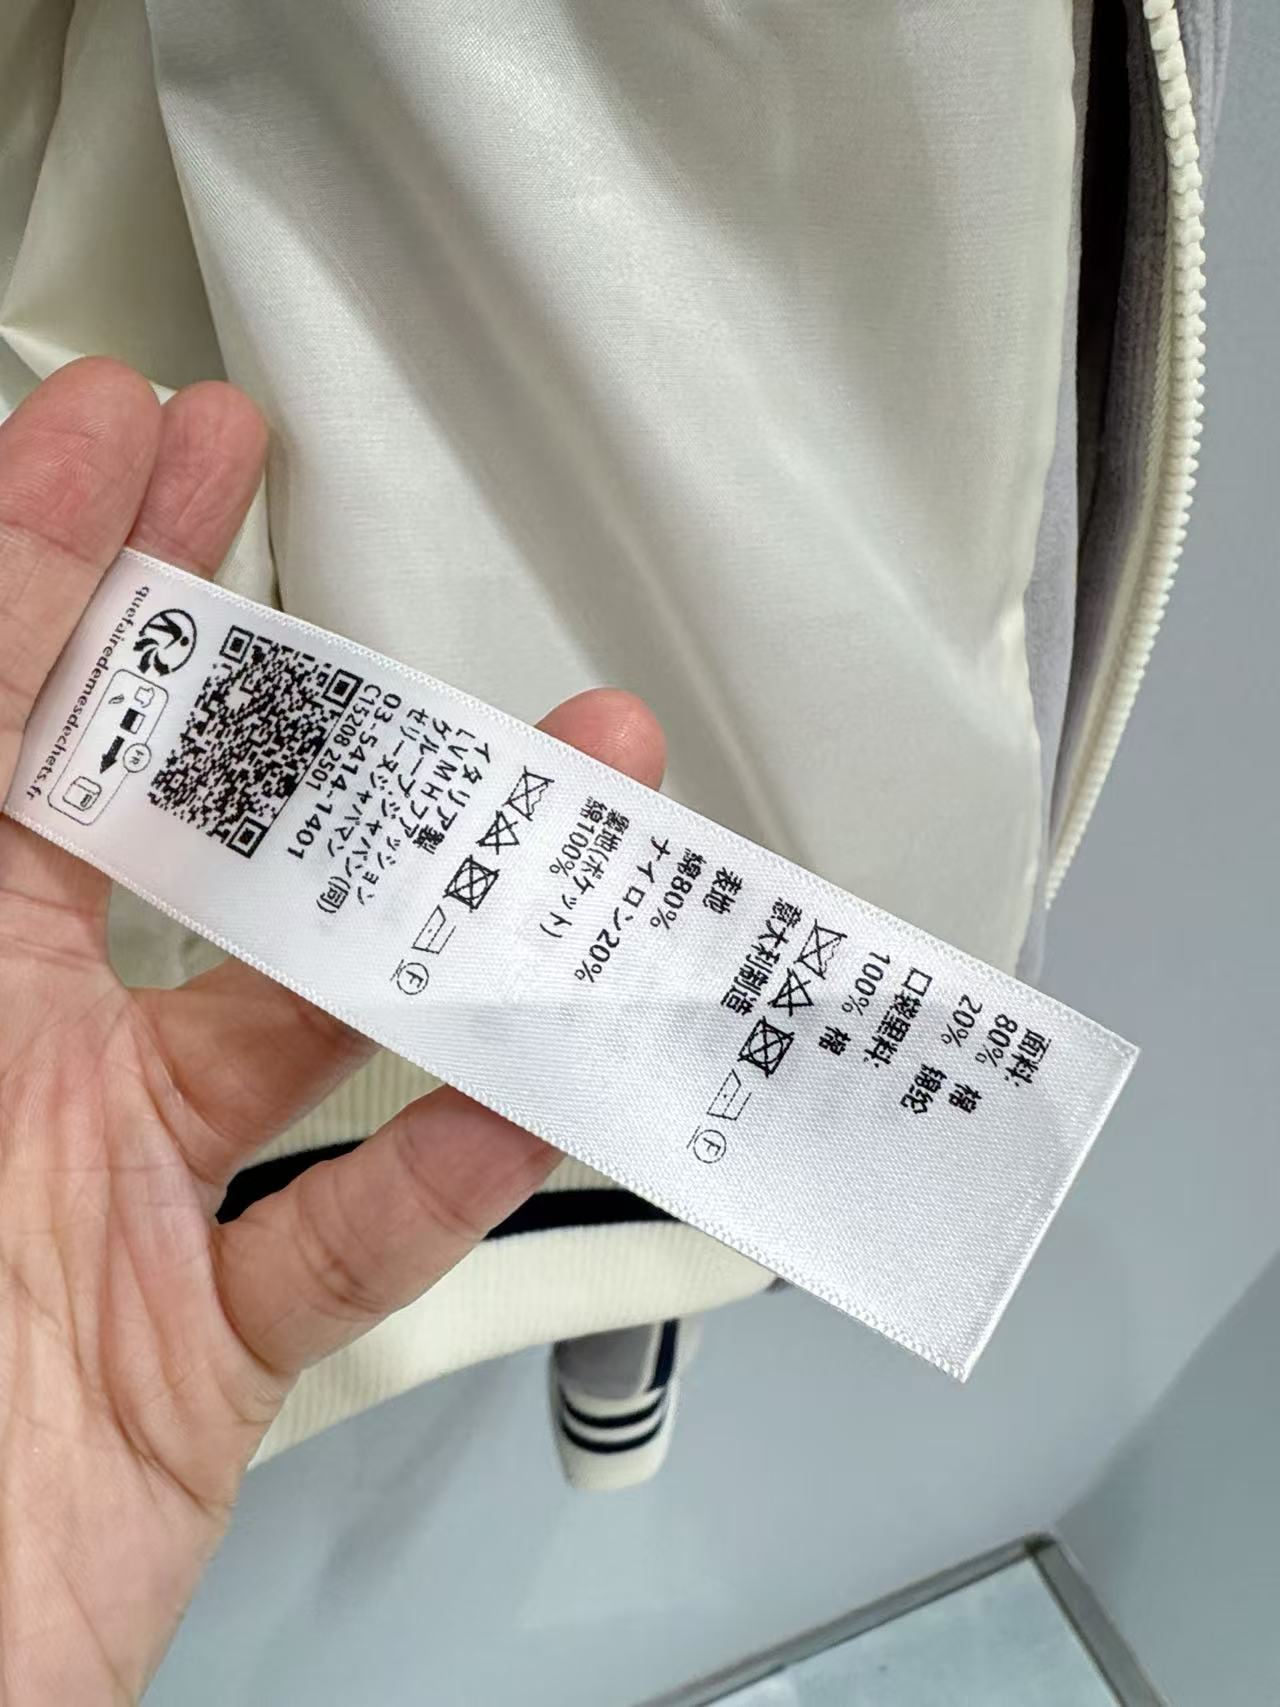 面料:
80% 棉
20% 锦纶
口袋里料:
100% 棉
F
意大利制造
表地
綿80%
ナイロン20%
裏地(ポケット)
綿100%
F
イタリア製
LVMHファッション
グループジャパン(同)
セリーヌジャパン
03-5414-1401
C15208 2501
FR
quefairedemesdechets.fr